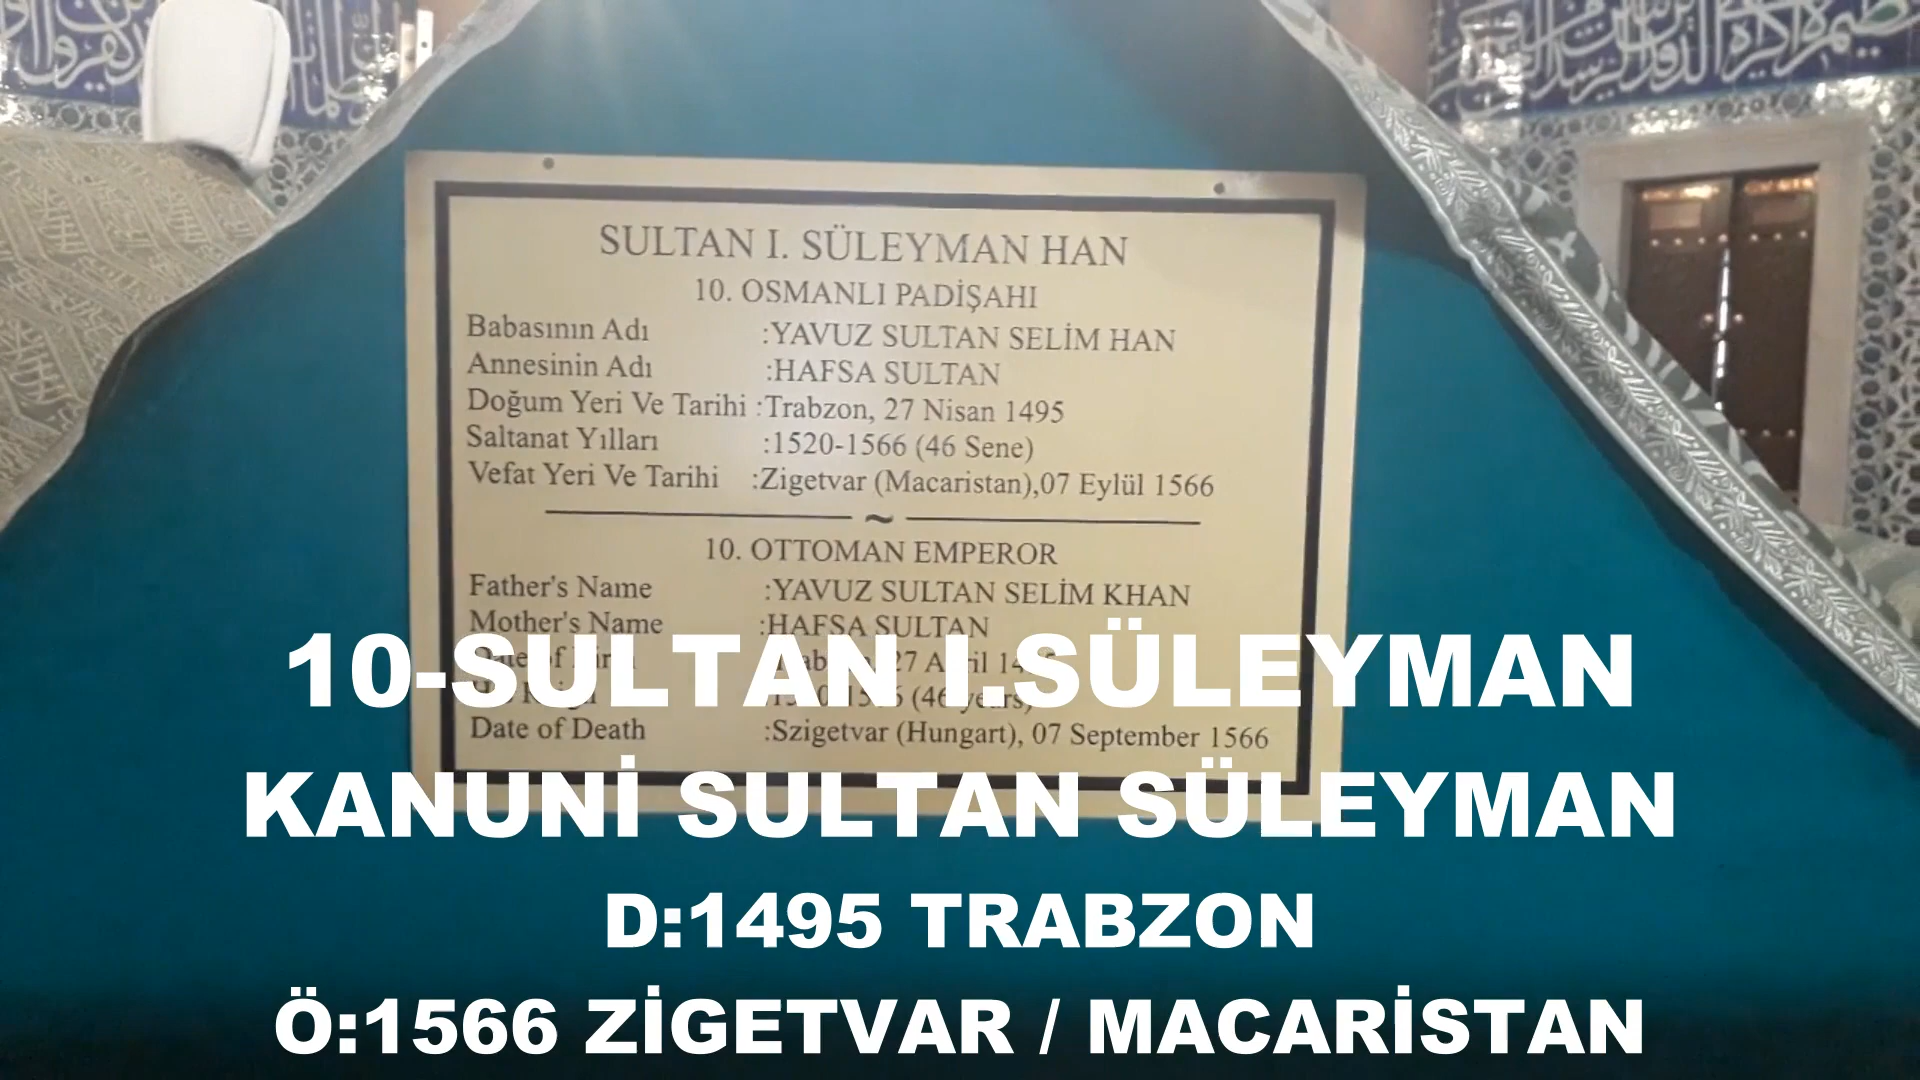 SULTAN I. SÜLEYMAN HAN
10. OSMANLI PADİŞAHI
Babasının Adı :YAVUZ SULTAN SELİM HAN
Annesinin Adı :HAFSA SULTAN
Doğum Yeri Ve Tarihi :Trabzon, 27 Nisan 1495
Saltanat Yılları :1520-1566 (46 Sene)
Vefat Yeri Ve Tarihi :Zigetvar (Macaristan),07 Eylül 1566
10. OTTOMAN EMPEROR
Father's Name :YAVUZ SULTAN SELİM KHAN
Mother's Name :HAFSA SULTAN
Date of Death :Szigetvar (Hungart), 07 September 1566
10-SULTAN I.SÜLEYMAN
KANUNİ SULTAN SÜLEYMAN
D:1495 TRABZON
Ö:1566 ZİGETVAR / MACARİSTAN